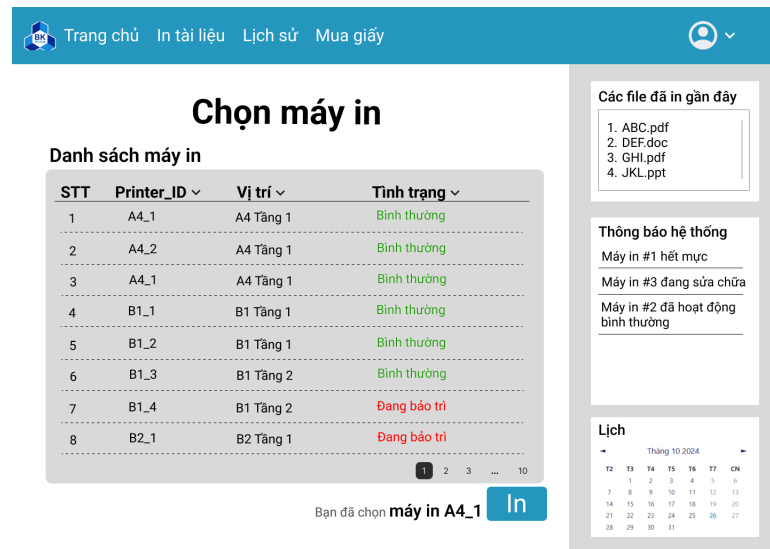 BK Trang chủ In tài liệu Lịch sử Mua giấy
Chọn máy in
Danh sách máy in
STT Printer_ID Vị trí Tình trạng
1 A4_1 A4 Tầng 1 Bình thường
2 A4_2 A4 Tầng 1 Bình thường
3 A4_1 A4 Tầng 1 Bình thường
4 B1_1 B1 Tầng 1 Bình thường
5 B1_2 B1 Tầng 1 Bình thường
6 B1_3 B1 Tầng 2 Bình thường
7 B1_4 B1 Tầng 2 Đang bảo trì
8 B2_1 B2 Tầng 1 Đang bảo trì
1 2 3 ... 10
Bạn đã chọn máy in A4_1 In
Các file đã in gần đây
1. ABC.pdf
2. DEF.doc
3. GHI.pdf
4. JKL.ppt
Thông báo hệ thống
Máy in #1 hết mực
Máy in #3 đang sửa chữa
Máy in #2 đã hoạt động
bình thường
Lịch
Tháng 10 2024
T2 T3 T4 T5 T6 T7 CN
1 2 3 4 5 6
7 8 9 10 11 12 13
14 15 16 17 18 19 20
21 22 23 24 25 26 27
28 29 30 31